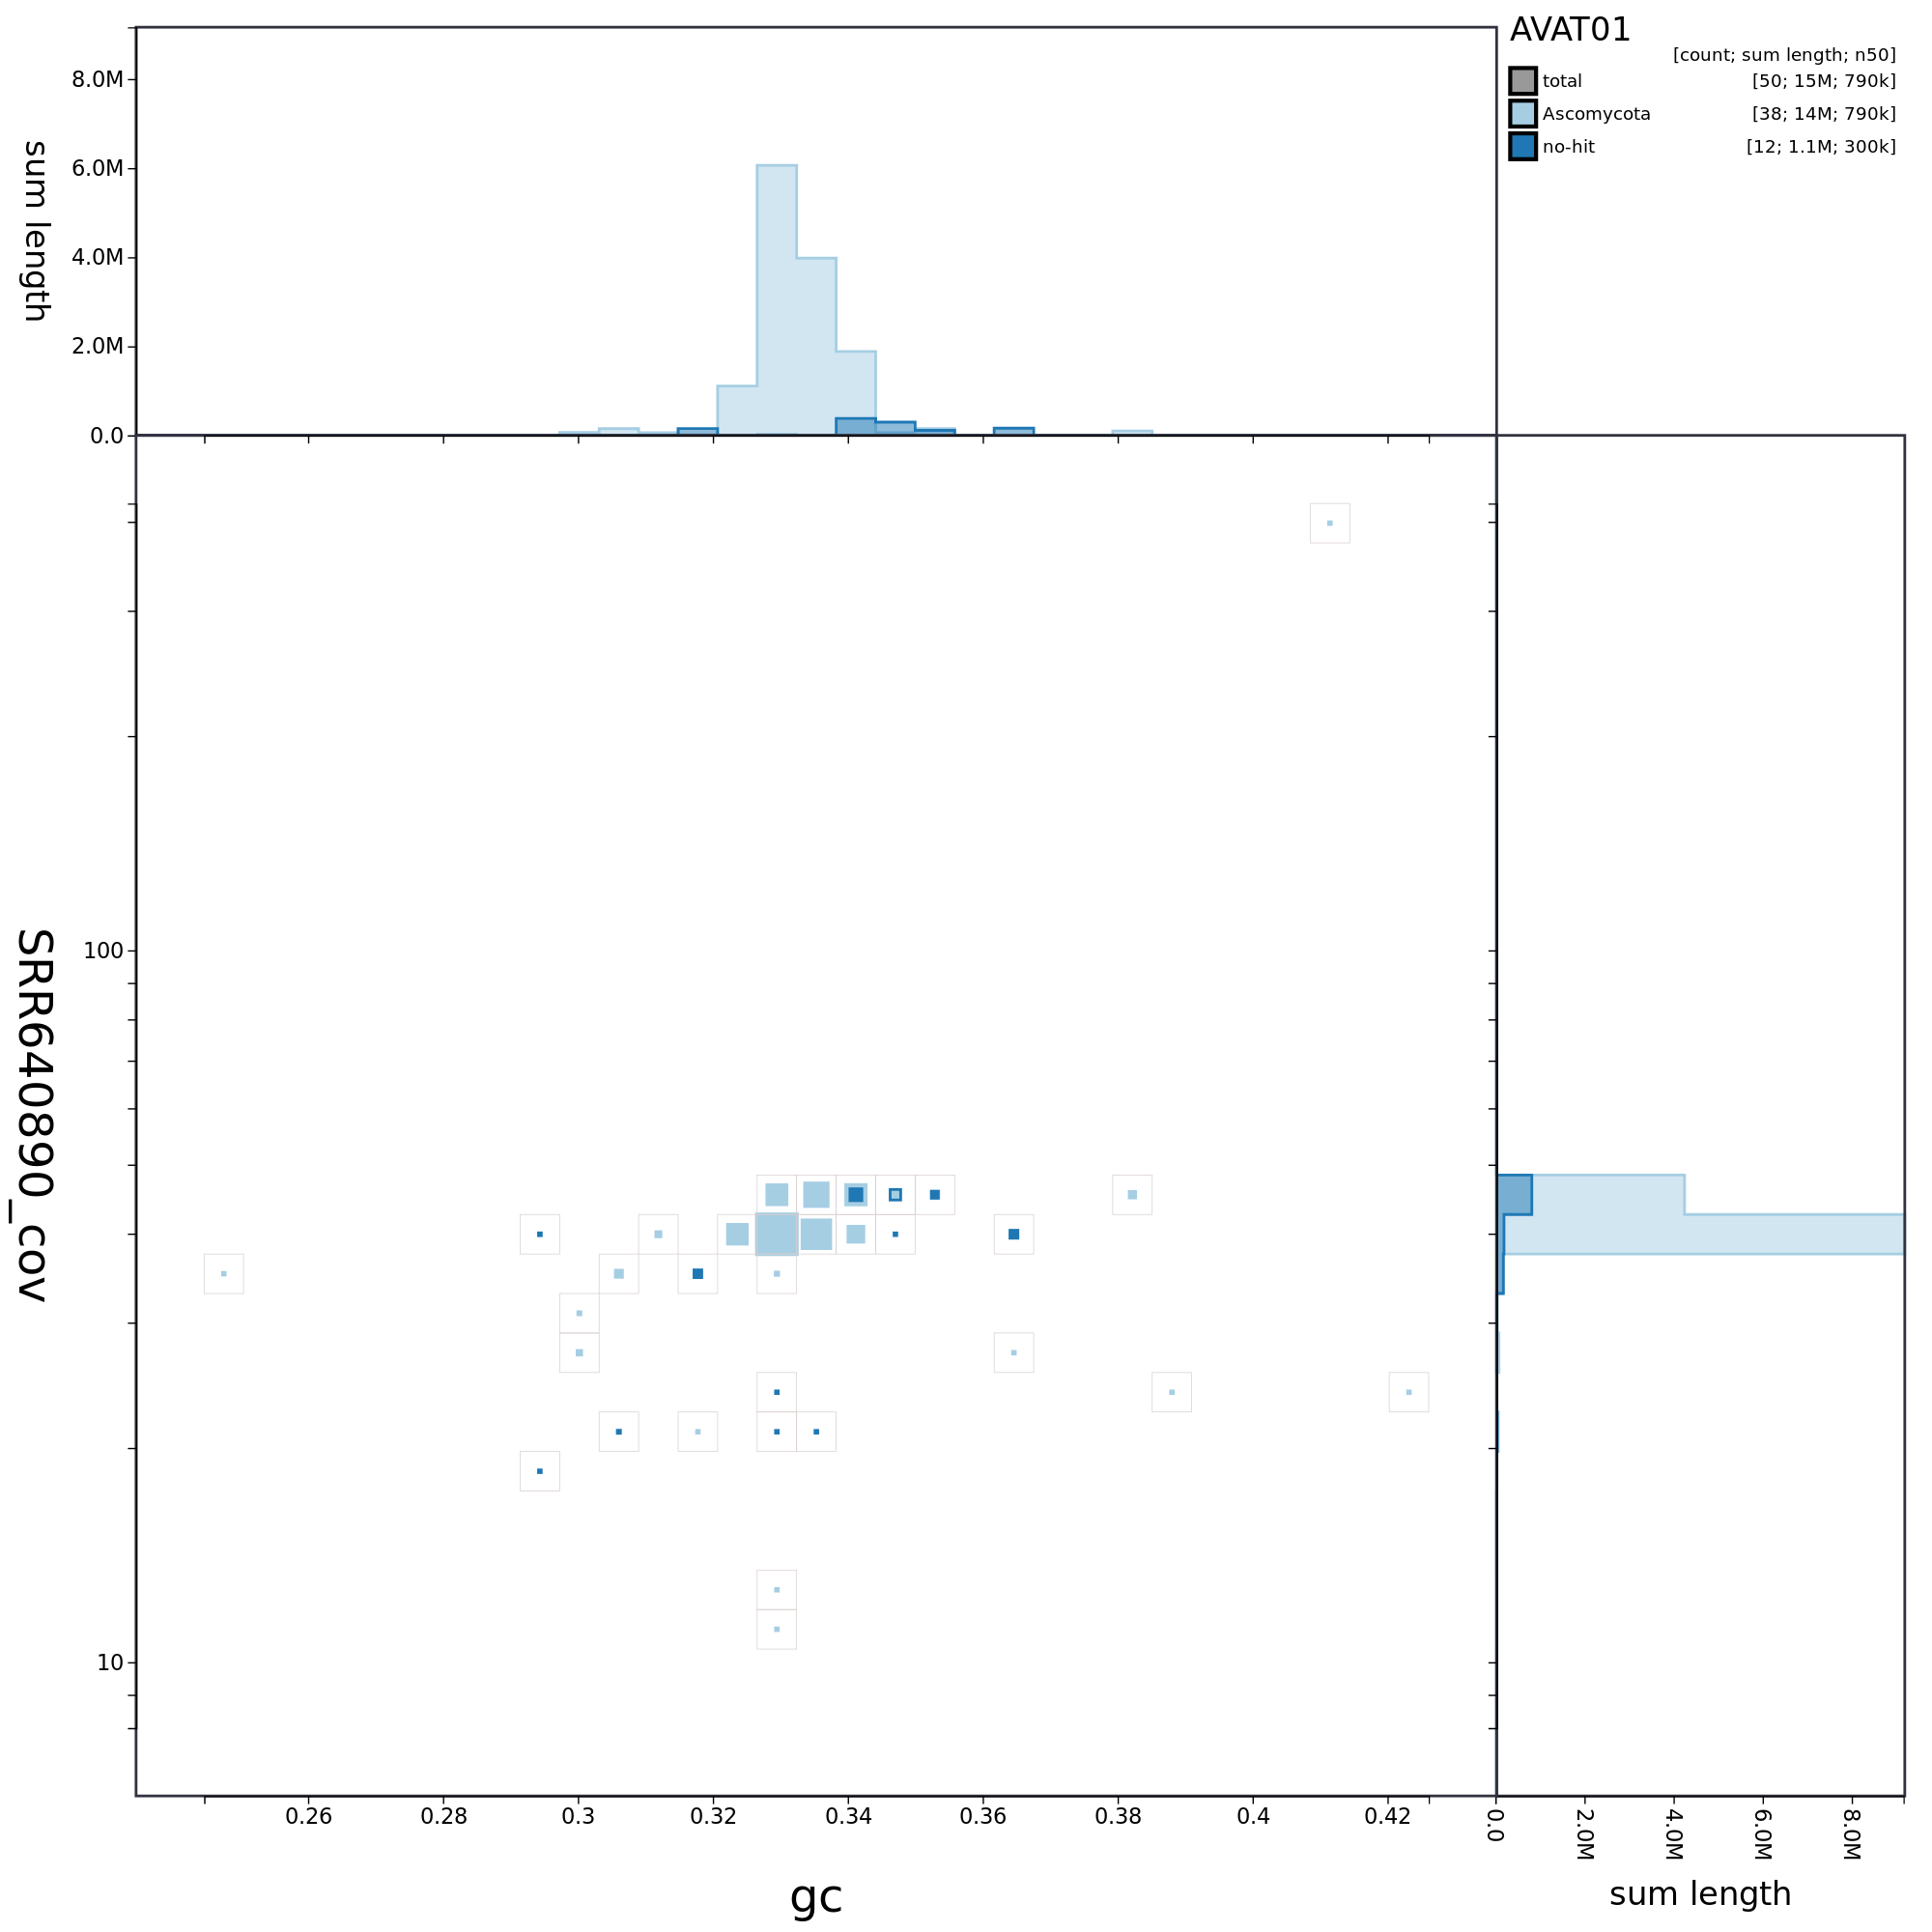 AVAT01
[count; sum length; n50]
total [50; 15M; 790k]
Ascomycota [38; 14M; 790k]
no-hit [12; 1.1M; 300k]
8.0M
6.0M
4.0M
2.0M
0.0
sum length
100
10
SRR640890_cov
0.26 0.28 0.3 0.32 0.34 0.36 0.38 0.4 0.42
gc
0.0 2.0M 4.0M 6.0M 8.0M
sum length